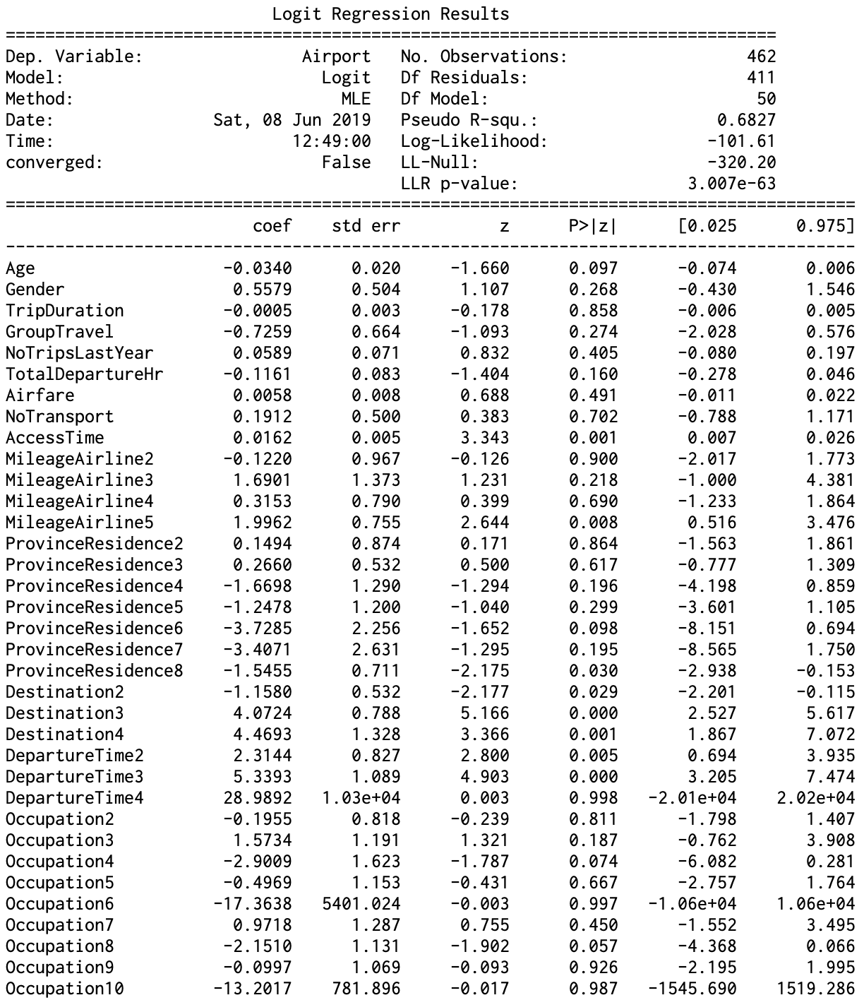 Logit Regression Results
==============================================================================
Dep. Variable: Airport No. Observations: 462
Model: Logit Df Residuals: 411
Method: MLE Df Model: 50
Date: Sat, 08 Jun 2019 Pseudo R-squ.: 0.6827
Time: 12:49:00 Log-Likelihood: -101.61
converged: False LL-Null: -320.20
LLR p-value: 3.007e-63
======================================================================================
coef std err z P>|z| [0.025 0.975]
--------------------------------------------------------------------------------------
Age -0.0340 0.020 -1.660 0.097 -0.074 0.006
Gender 0.5579 0.504 1.107 0.268 -0.430 1.546
TripDuration -0.0005 0.003 -0.178 0.858 -0.006 0.005
GroupTravel -0.7259 0.664 -1.093 0.274 -2.028 0.576
NoTripsLastYear 0.0589 0.071 0.832 0.405 -0.080 0.197
TotalDepartureHr -0.1161 0.083 -1.404 0.160 -0.278 0.046
Airfare 0.0058 0.008 0.688 0.491 -0.011 0.022
NoTransport 0.1912 0.500 0.383 0.702 -0.788 1.171
AccessTime 0.0162 0.005 3.343 0.001 0.007 0.026
MileageAirline2 -0.1220 0.967 -0.126 0.900 -2.017 1.773
MileageAirline3 1.6901 1.373 1.231 0.218 -1.000 4.381
MileageAirline4 0.3153 0.790 0.399 0.690 -1.233 1.864
MileageAirline5 1.9962 0.755 2.644 0.008 0.516 3.476
ProvinceResidence2 0.1494 0.874 0.171 0.864 -1.563 1.861
ProvinceResidence3 0.2660 0.532 0.500 0.617 -0.777 1.309
ProvinceResidence4 -1.6698 1.290 -1.294 0.196 -4.198 0.859
ProvinceResidence5 -1.2478 1.200 -1.040 0.299 -3.601 1.105
ProvinceResidence6 -3.7285 2.256 -1.652 0.098 -8.151 0.694
ProvinceResidence7 -3.4071 2.631 -1.295 0.195 -8.565 1.750
ProvinceResidence8 -1.5455 0.711 -2.175 0.030 -2.938 -0.153
Destination2 -1.1580 0.532 -2.177 0.029 -2.201 -0.115
Destination3 4.0724 0.788 5.166 0.000 2.527 5.617
Destination4 4.4693 1.328 3.366 0.001 1.867 7.072
DepartureTime2 2.3144 0.827 2.800 0.005 0.694 3.935
DepartureTime3 5.3393 1.089 4.903 0.000 3.205 7.474
DepartureTime4 28.9892 1.03e+04 0.003 0.998 -2.01e+04 2.02e+04
Occupation2 -0.1955 0.818 -0.239 0.811 -1.798 1.407
Occupation3 1.5734 1.191 1.321 0.187 -0.762 3.908
Occupation4 -2.9009 1.623 -1.787 0.074 -6.082 0.281
Occupation5 -0.4969 1.153 -0.431 0.667 -2.757 1.764
Occupation6 -17.3638 5401.024 -0.003 0.997 -1.06e+04 1.06e+04
Occupation7 0.9718 1.287 0.755 0.450 -1.552 3.495
Occupation8 -2.1510 1.131 -1.902 0.057 -4.368 0.066
Occupation9 -0.0997 1.069 -0.093 0.926 -2.195 1.995
Occupation10 -13.2017 781.896 -0.017 0.987 -1545.690 1519.286